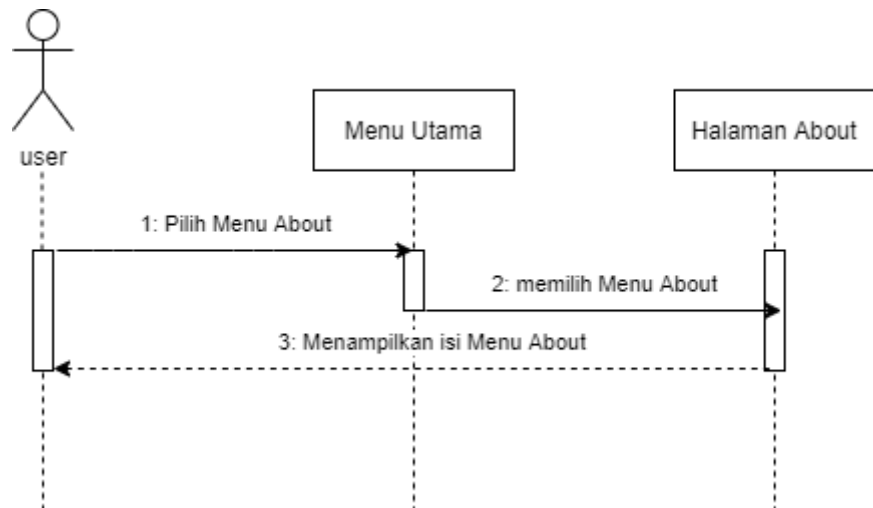 user
Menu Utama
Halaman About
1: Pilih Menu About
2: memilih Menu About
3: Menampilkan isi Menu About